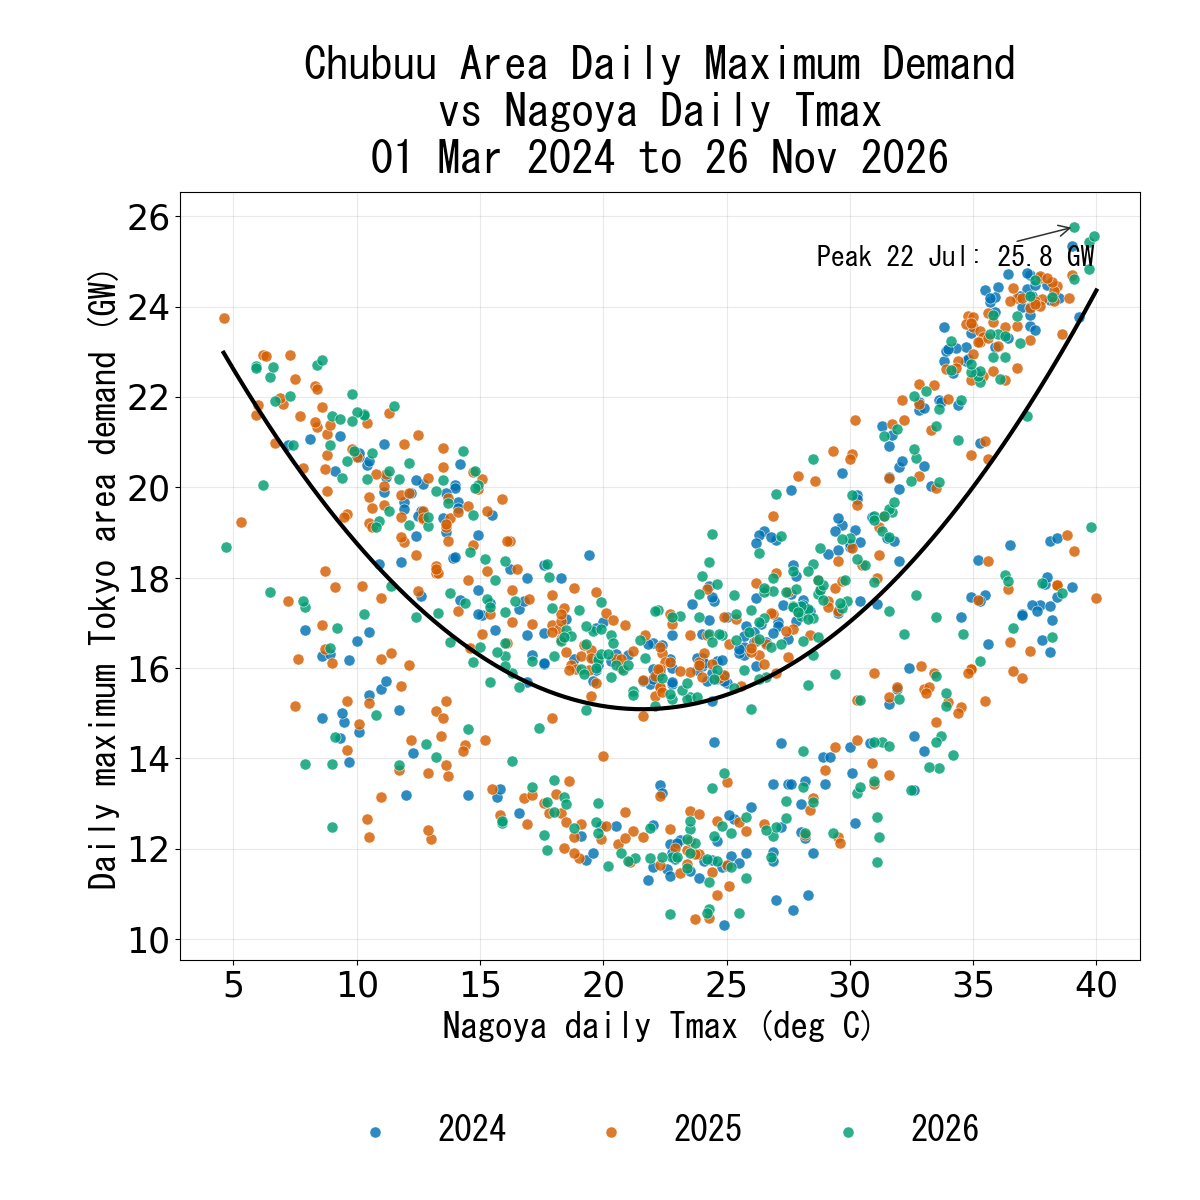 Chubuu Area Daily Maximum Demand
vs Nagoya Daily Tmax
01 Mar 2024 to 26 Nov 2026
Daily maximum Tokyo area demand (GW)
26
24
22
20
18
16
14
12
10
Peak 22 Jul: 25.8 GW
5 10 15 20 25 30 35 40
Nagoya daily Tmax (deg C)
2024 2025 2026